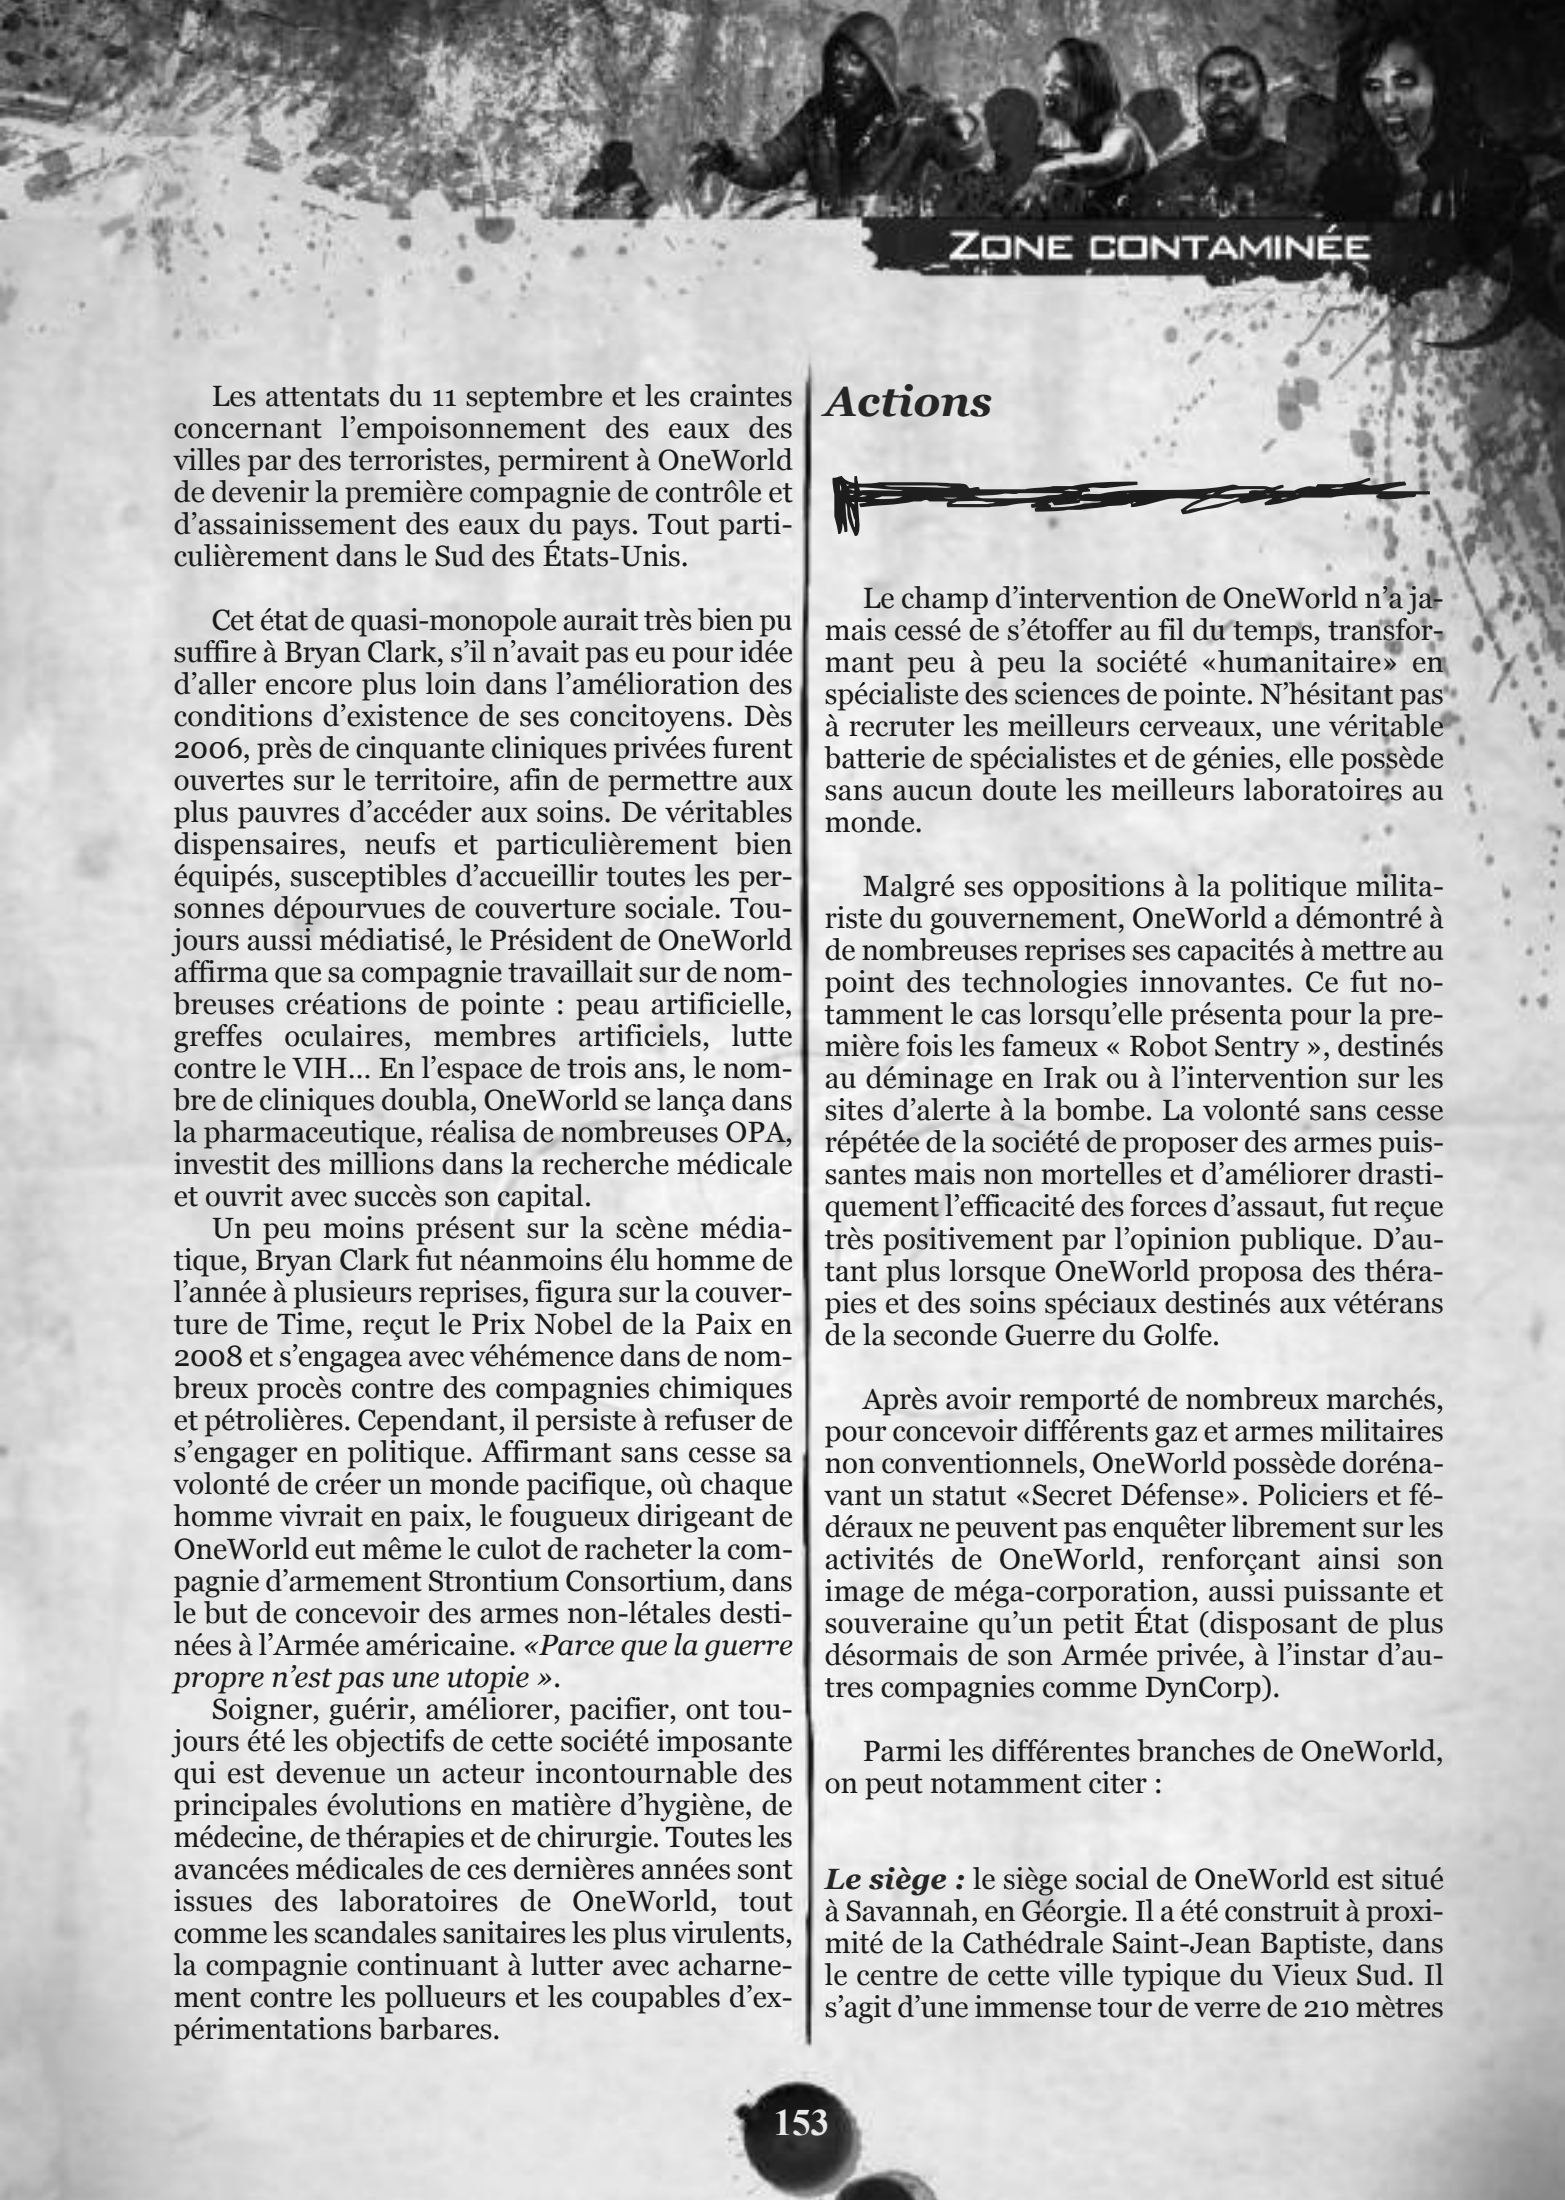 ZONE CONTAMINÉE
Les attentats du 11 septembre et les craintes
concernant l'empoisonnement des eaux des
villes par des terroristes, permirent à OneWorld
de devenir la première compagnie de contrôle et
d'assainissement des eaux du pays. Tout parti-
culièrement dans le Sud des États-Unis.
Cet état de quasi-monopole aurait très bien pu
suffire à Bryan Clark, s'il n'avait pas eu pour idée
d'aller encore plus loin dans l'amélioration des
conditions d'existence de ses concitoyens. Dès
2006, près de cinquante cliniques privées furent
ouvertes sur le territoire, afin de permettre aux
plus pauvres d'accéder aux soins. De véritables
dispensaires, neufs et particulièrement bien
équipés, susceptibles d'accueillir toutes les per-
sonnes dépourvues de couverture sociale. Tou-
jours aussi médiatisé, le Président de OneWorld
affirma que sa compagnie travaillait sur de nom-
breuses créations de pointe : peau artificielle,
greffes oculaires, membres artificiels, lutte
contre le VIH... En l'espace de trois ans, le nom-
bre de cliniques doubla, OneWorld se lança dans
la pharmaceutique, réalisa de nombreuses OPA,
investit des millions dans la recherche médicale
et ouvrit avec succès son capital.
Un peu moins présent sur la scène média-
tique, Bryan Clark fut néanmoins élu homme de
l'année à plusieurs reprises, figura sur la couver-
ture de Time, reçut le Prix Nobel de la Paix en
2008 et s'engagea avec véhémence dans de nom-
breux procès contre des compagnies chimiques
et pétrolières. Cependant, il persiste à refuser de
s'engager en politique. Affirmant sans cesse sa
volonté de créer un monde pacifique, où chaque
homme vivrait en paix, le fougueux dirigeant de
OneWorld eut même le culot de racheter la com-
pagnie d'armement Strontium Consortium, dans
le but de concevoir des armes non-létales desti-
nées à l'Armée américaine. «Parce que la guerre
propre n'est pas une utopie ».
Soigner, guérir, améliorer, pacifier, ont tou-
jours été les objectifs de cette société imposante
qui est devenue un acteur incontournable des
principales évolutions en matière d'hygiène, de
médecine, de thérapies et de chirurgie. Toutes les
avancées médicales de ces dernières années sont
issues des laboratoires de OneWorld, tout
comme les scandales sanitaires les plus virulents,
la compagnie continuant à lutter avec acharne-
ment contre les pollueurs et les coupables d'ex-
périmentations barbares.
Actions
Le champ d'intervention de OneWorld n'a ja-
mais cessé de s'étoffer au fil du temps, transfor-
mant peu à peu la société «humanitaire» en
spécialiste des sciences de pointe. N'hésitant pas
à recruter les meilleurs cerveaux, une véritable
batterie de spécialistes et de génies, elle possède
sans aucun doute les meilleurs laboratoires au
monde.
Malgré ses oppositions à la politique milita-
riste du gouvernement, OneWorld a démontré à
de nombreuses reprises ses capacités à mettre au
point des technologies innovantes. Ce fut no-
tamment le cas lorsqu'elle présenta pour la pre-
mière fois les fameux « Robot Sentry », destinés
au déminage en Irak ou à l'intervention sur les
sites d'alerte à la bombe. La volonté sans cesse
répétée de la société de proposer des armes puis-
santes mais non mortelles et d'améliorer drasti-
quement l'efficacité des forces d'assaut, fut reçue
très positivement par l'opinion publique. D'au-
tant plus lorsque OneWorld proposa des théra-
pies et des soins spéciaux destinés aux vétérans
de la seconde Guerre du Golfe.
Après avoir remporté de nombreux marchés,
pour concevoir différents gaz et armes militaires
non conventionnels, OneWorld possède doréna-
vant un statut «Secret Défense». Policiers et fé-
déraux ne peuvent pas enquêter librement sur les
activités de OneWorld, renforçant ainsi son
image de méga-corporation, aussi puissante et
souveraine qu'un petit État (disposant de plus
désormais de son Armée privée, à l'instar d'au-
tres compagnies comme DynCorp).
Parmi les différentes branches de OneWorld,
on peut notamment citer :
Le siège : le siège social de OneWorld est situé
à Savannah, en Géorgie. Il a été construit à proxi-
mité de la Cathédrale Saint-Jean Baptiste, dans
le centre de cette ville typique du Vieux Sud. Il
s'agit d'une immense tour de verre de 210 mètres
153